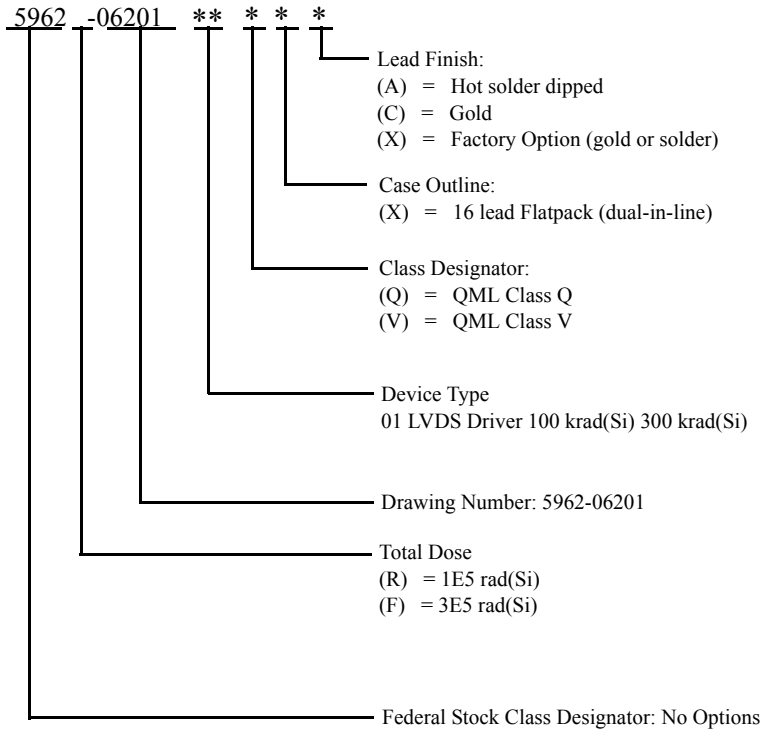 5962 -06201 ** * * *
Lead Finish:
(A) = Hot solder dipped
(C) = Gold
(X) = Factory Option (gold or solder)
Case Outline:
(X) = 16 lead Flatpack (dual-in-line)
Class Designator:
(Q) = QML Class Q
(V) = QML Class V
Device Type
01 LVDS Driver 100 krad(Si) 300 krad(Si)
Drawing Number: 5962-06201
Total Dose
(R) = 1E5 rad(Si)
(F) = 3E5 rad(Si)
Federal Stock Class Designator: No Options